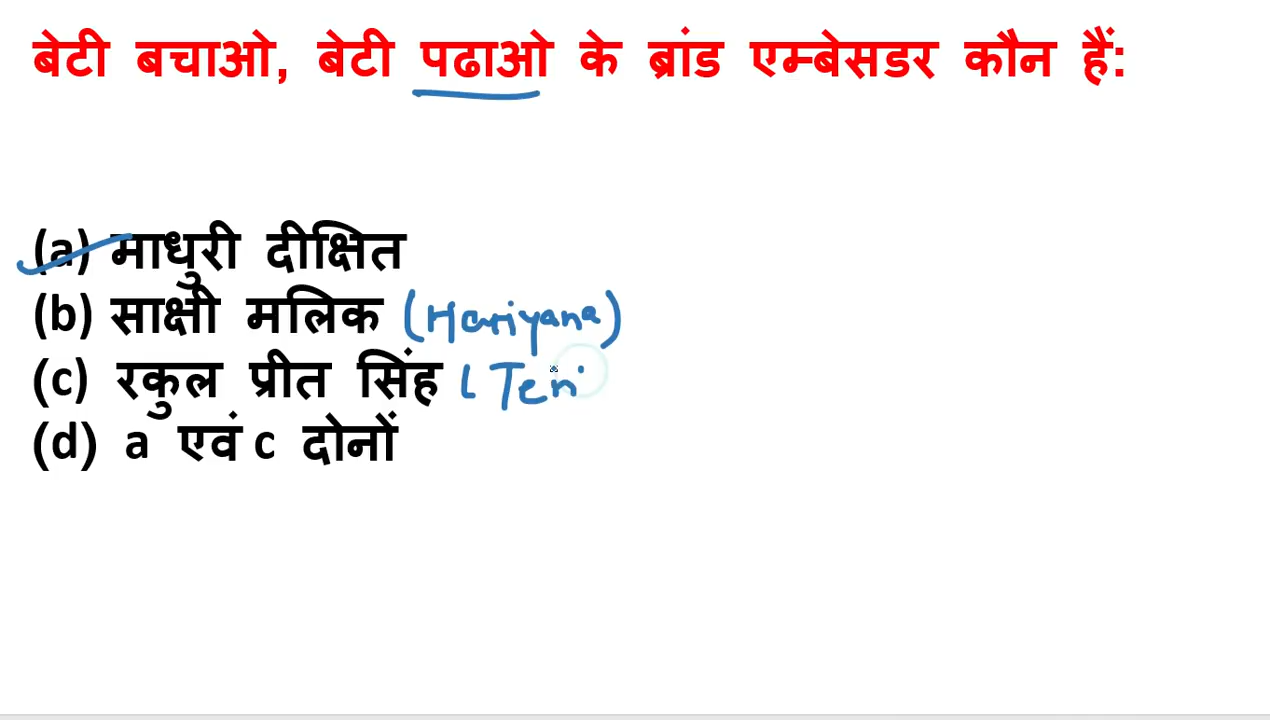 बेटी बचाओ, बेटी पढाओ के ब्रांड एम्बेसडर कौन हैं:
(a) माधुरी दीक्षित
(b) साक्षी मलिक (Hariyana)
(c) रकुल प्रीत सिंह (Ten
(d) a एवं c दोनों